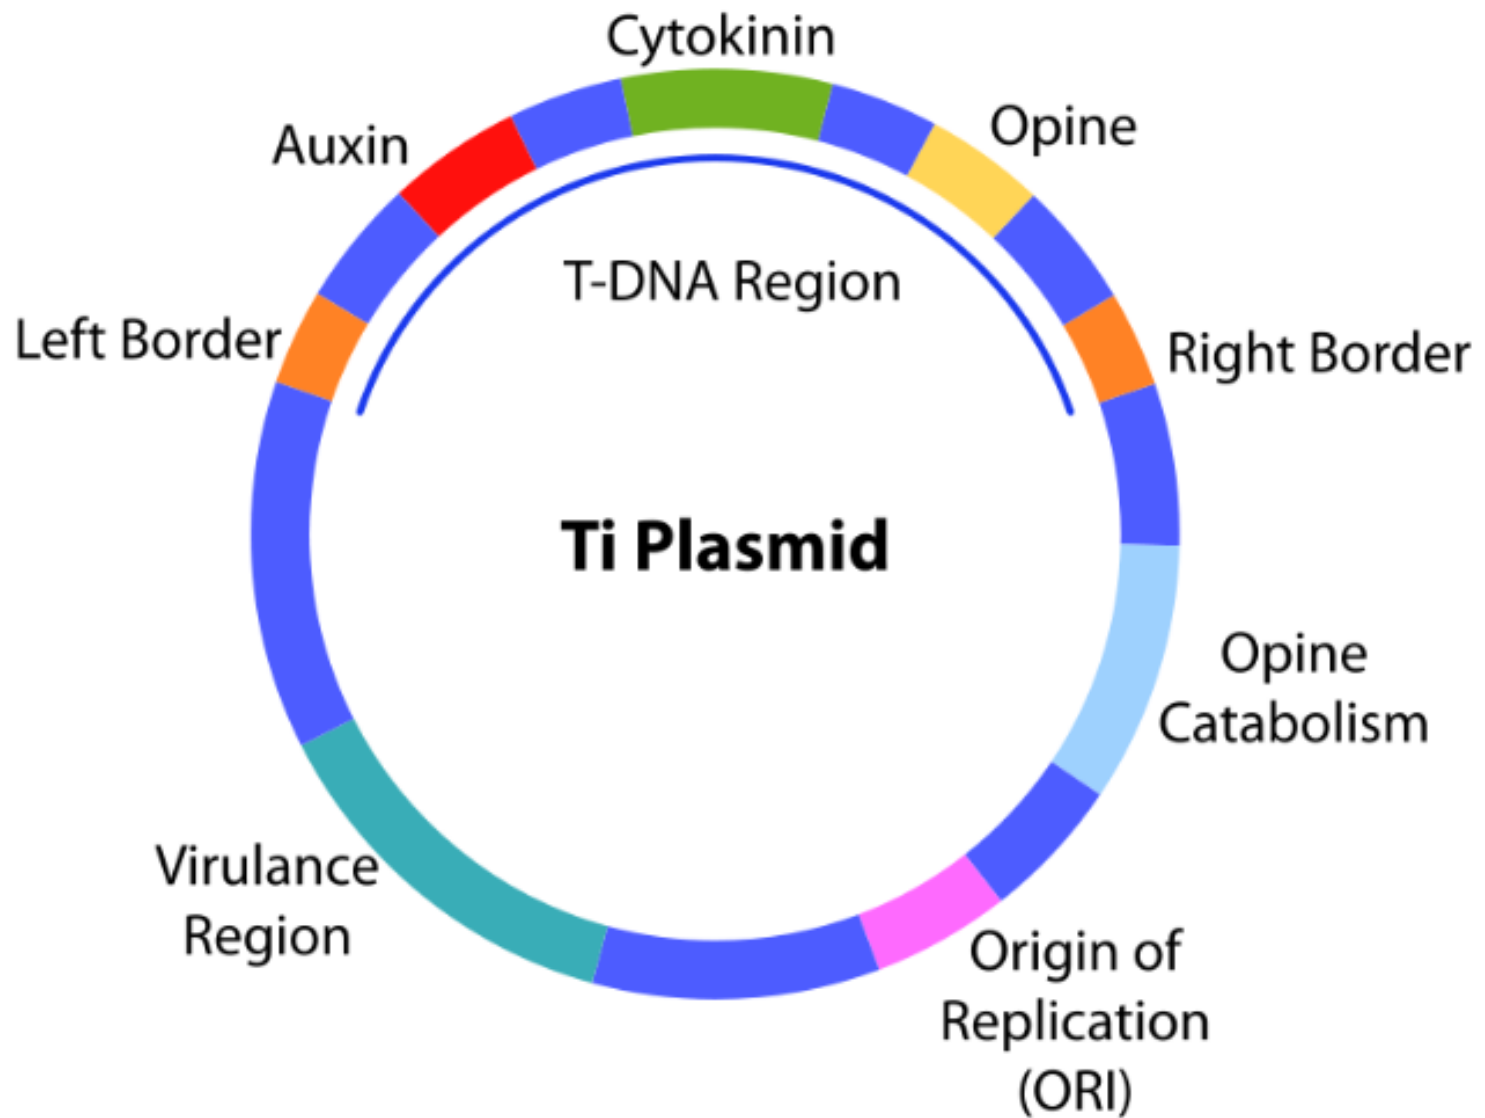 Cytokinin
Auxin
Opine
T-DNA Region
Left Border
Right Border
Ti Plasmid
Opine
Catabolism
Virulance
Region
Origin of
Replication
(ORI)